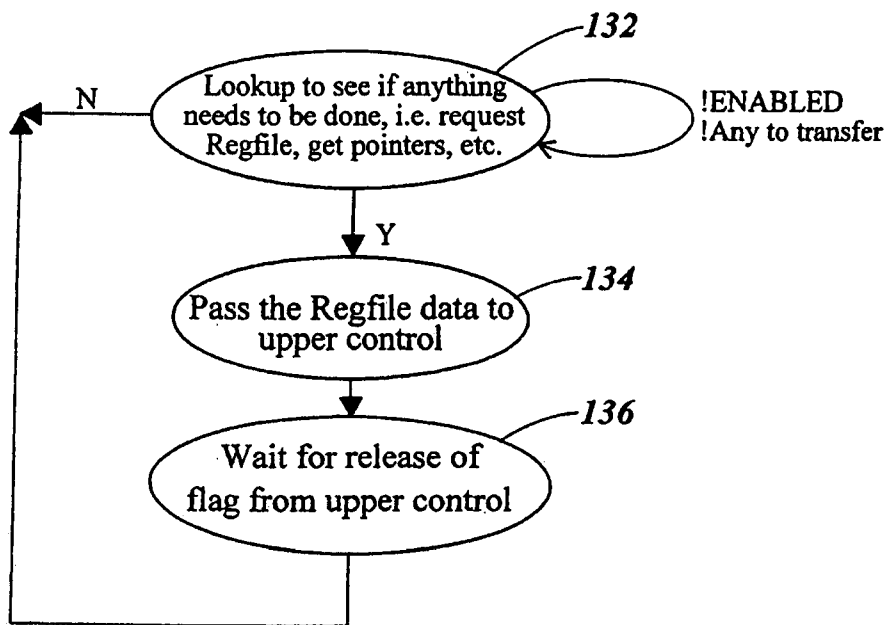 132
Lookup to see if anything
needs to be done, i.e. request
Regfile, get pointers, etc.
N
!ENABLED
!Any to transfer
Y
134
Pass the Regfile data to
upper control
136
Wait for release of
flag from upper control